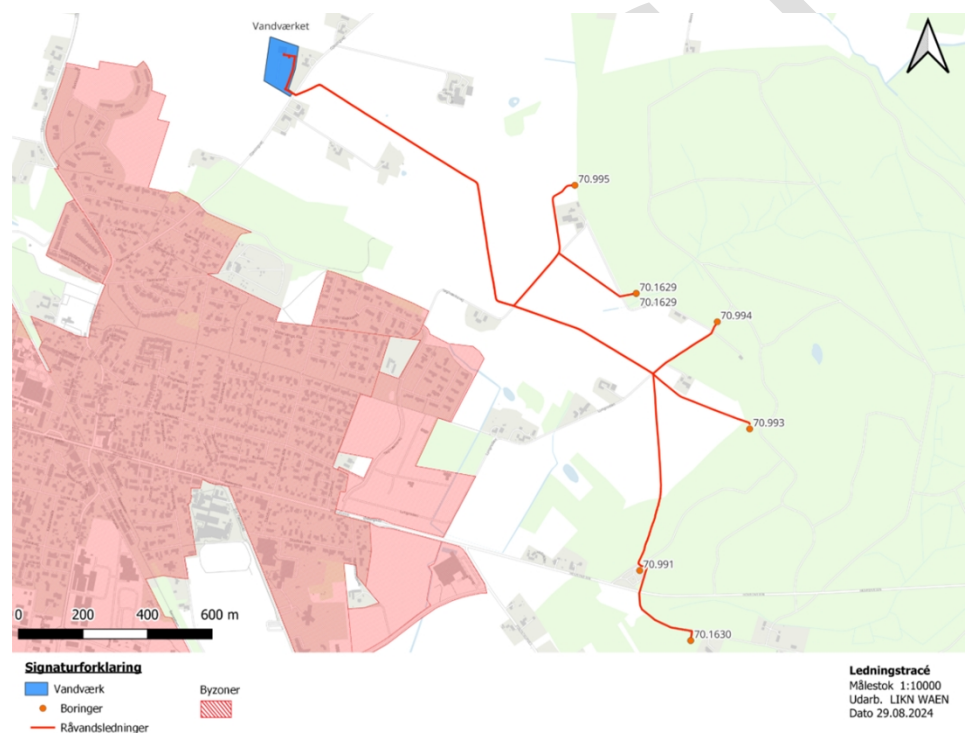 Vandværket
70.995
70.1629
70.1629
70.994
70.993
70.991
70.1630
0 200 400 600 m
Signaturforklaring
Vandværk
Boringer
Råvandsledninger
Byzoner
Ledningstracé
Målestok 1:10000
Udarb. LIKN WAEN
Dato 29.08.2024